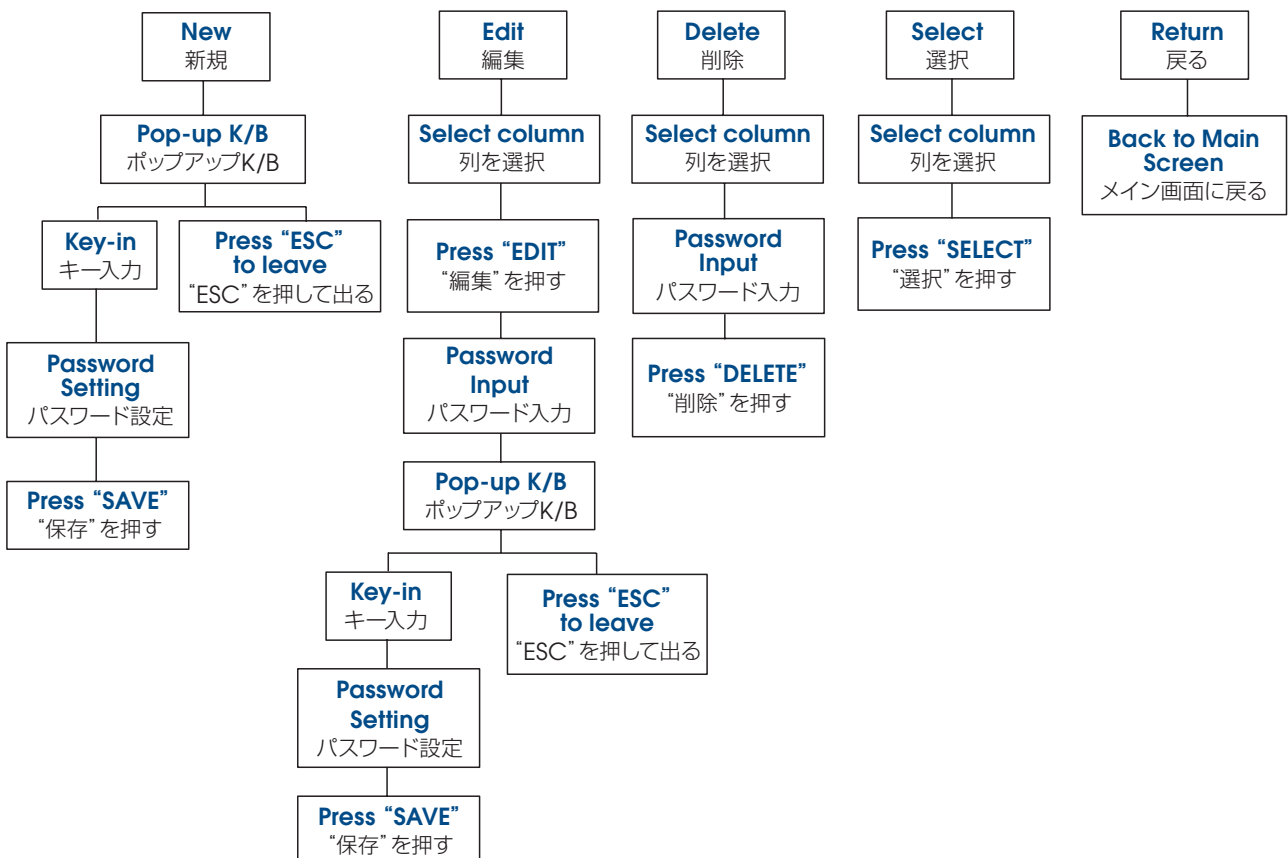 New
新規
Edit
編集
Delete
削除
Select
選択
Return
戻る
Pop-up K/B
ポップアップK/B
Select column
列を選択
Select column
列を選択
Select column
列を選択
Back to Main
Screen
メイン画面に戻る
Key-in
キー入力
Press “ESC”
to leave
“ESC”を押して出る
Press “EDIT”
“編集”を押す
Password
Input
パスワード入力
Press “SELECT”
“選択”を押す
Password
Setting
パスワード設定
Password
Input
パスワード入力
Press “DELETE”
“削除”を押す
Press “SAVE”
“保存”を押す
Pop-up K/B
ポップアップK/B
Key-in
キー入力
Press “ESC”
to leave
“ESC”を押して出る
Password
Setting
パスワード設定
Press “SAVE”
“保存”を押す